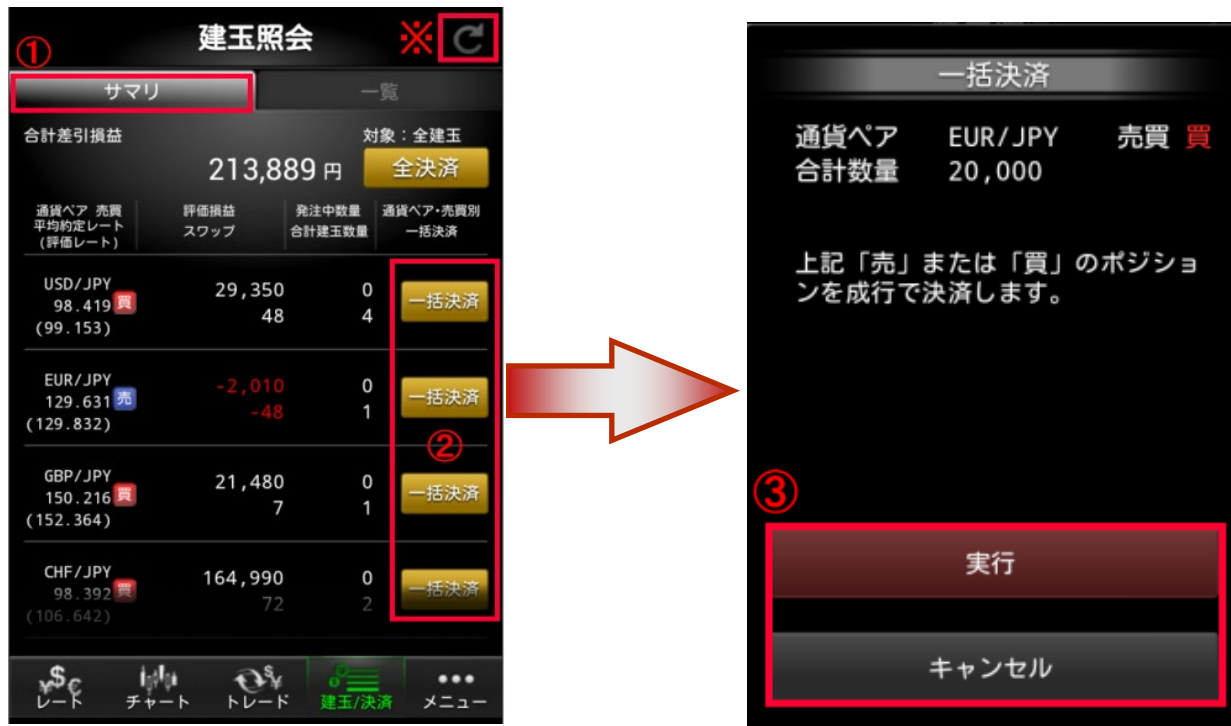 建玉照会
※
①
サマリ
一覧
合計差引損益
対象：全建玉
213,889 円
全決済
通貨ペア 売買
平均約定レート
(評価レート)
評価損益
スワップ
発注中数量
合計建玉数量
通貨ペア・売買別
一括決済
USD/JPY
98.419 買
(99.153)
29,350
48
0
4
一括決済
EUR/JPY
129.631 売
(129.832)
-2,010
-48
0
1
一括決済
②
GBP/JPY
150.216 買
(152.364)
21,480
7
0
1
一括決済
CHF/JPY
98.392 買
(106.642)
164,990
72
0
2
一括決済
レート
チャート
トレード
建玉/決済
メニュー
一括決済
通貨ペア EUR/JPY 売買 買
合計数量 20,000
上記「売」または「買」のポジショ
ンを成行で決済します。
③
実行
キャンセル